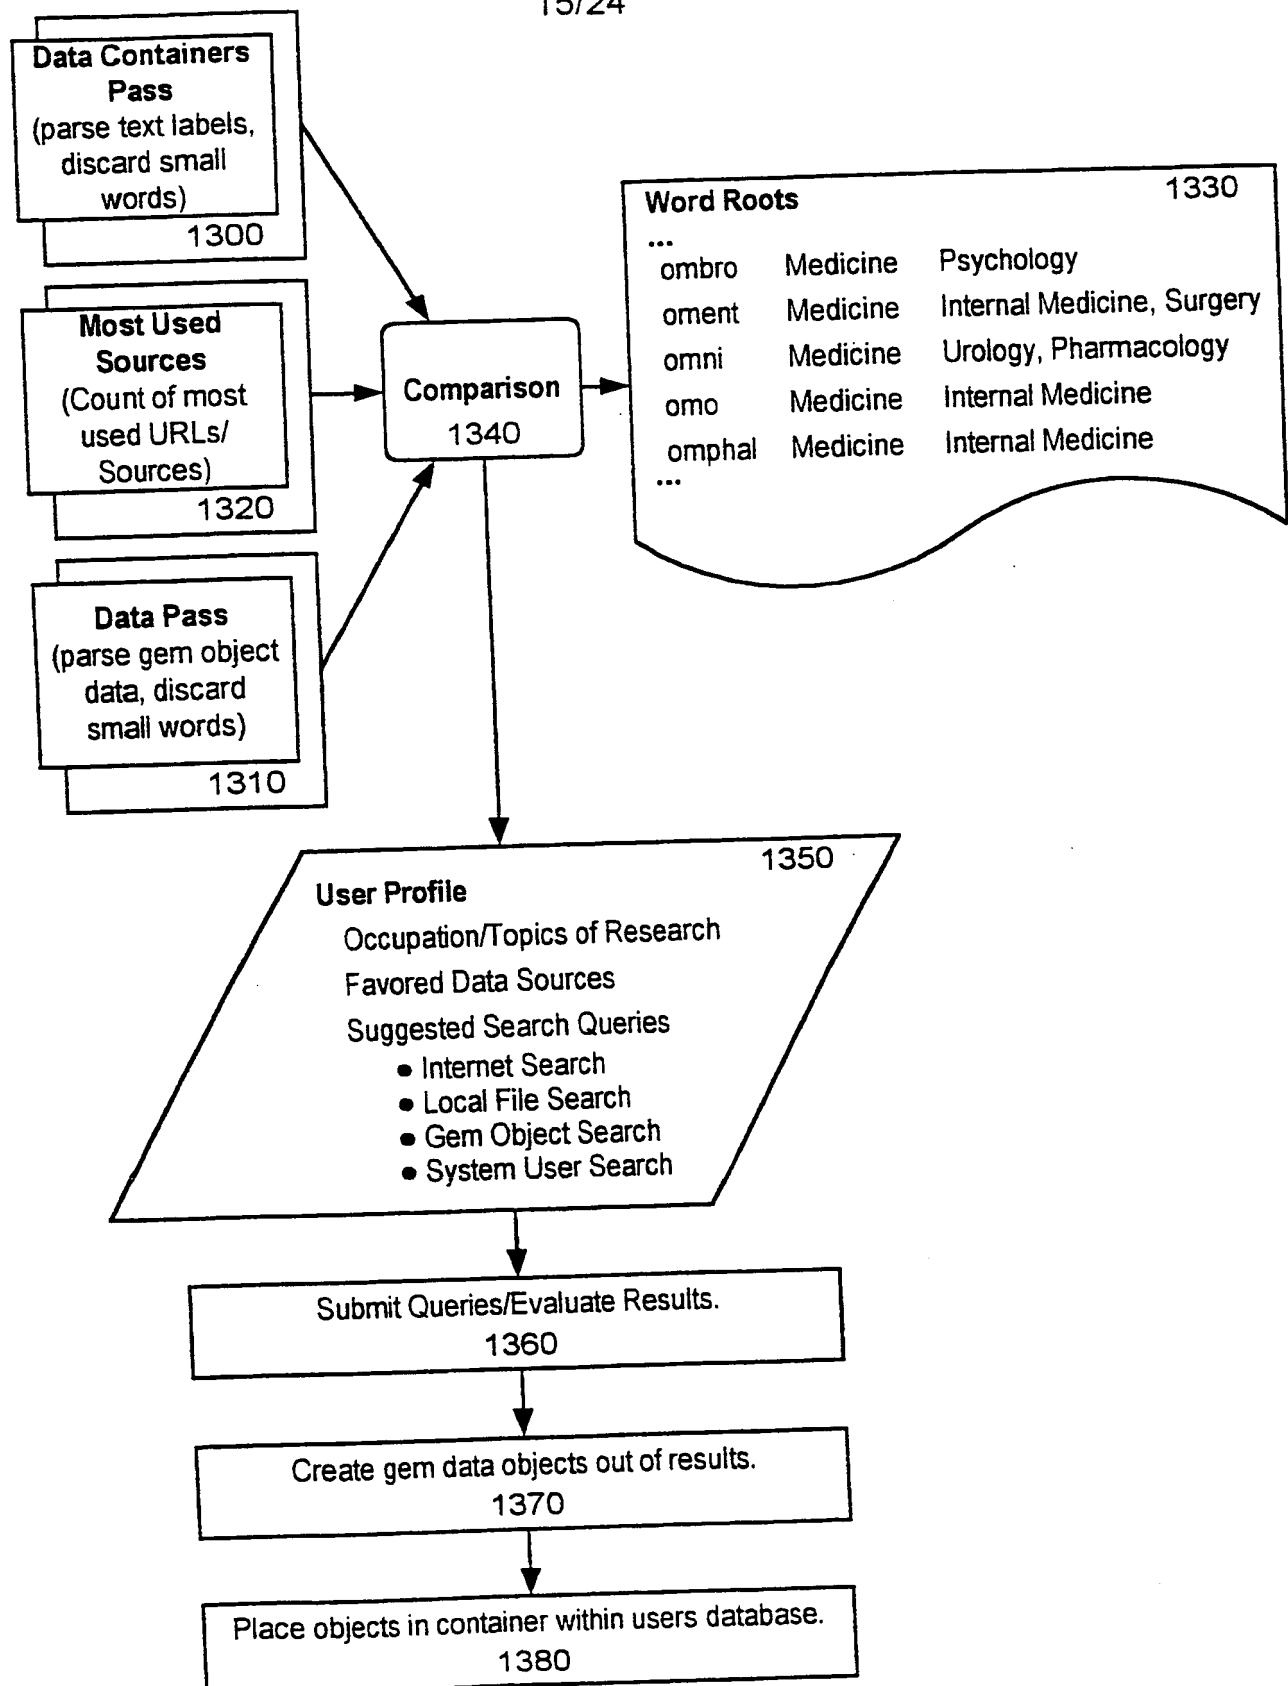 15/24
Data Containers
Pass
(parse text labels,
discard small
words)
1300
Most Used
Sources
(Count of most
used URLs/
Sources)
1320
Data Pass
(parse gem object
data, discard
small words)
1310
Comparison
1340
Word Roots 1330
...
ombro Medicine Psychology
oment Medicine Internal Medicine, Surgery
omni Medicine Urology, Pharmacology
omo Medicine Internal Medicine
omphal Medicine Internal Medicine
...
1350
User Profile
Occupation/Topics of Research
Favored Data Sources
Suggested Search Queries
• Internet Search
• Local File Search
• Gem Object Search
• System User Search
Submit Queries/Evaluate Results.
1360
Create gem data objects out of results.
1370
Place objects in container within users database.
1380